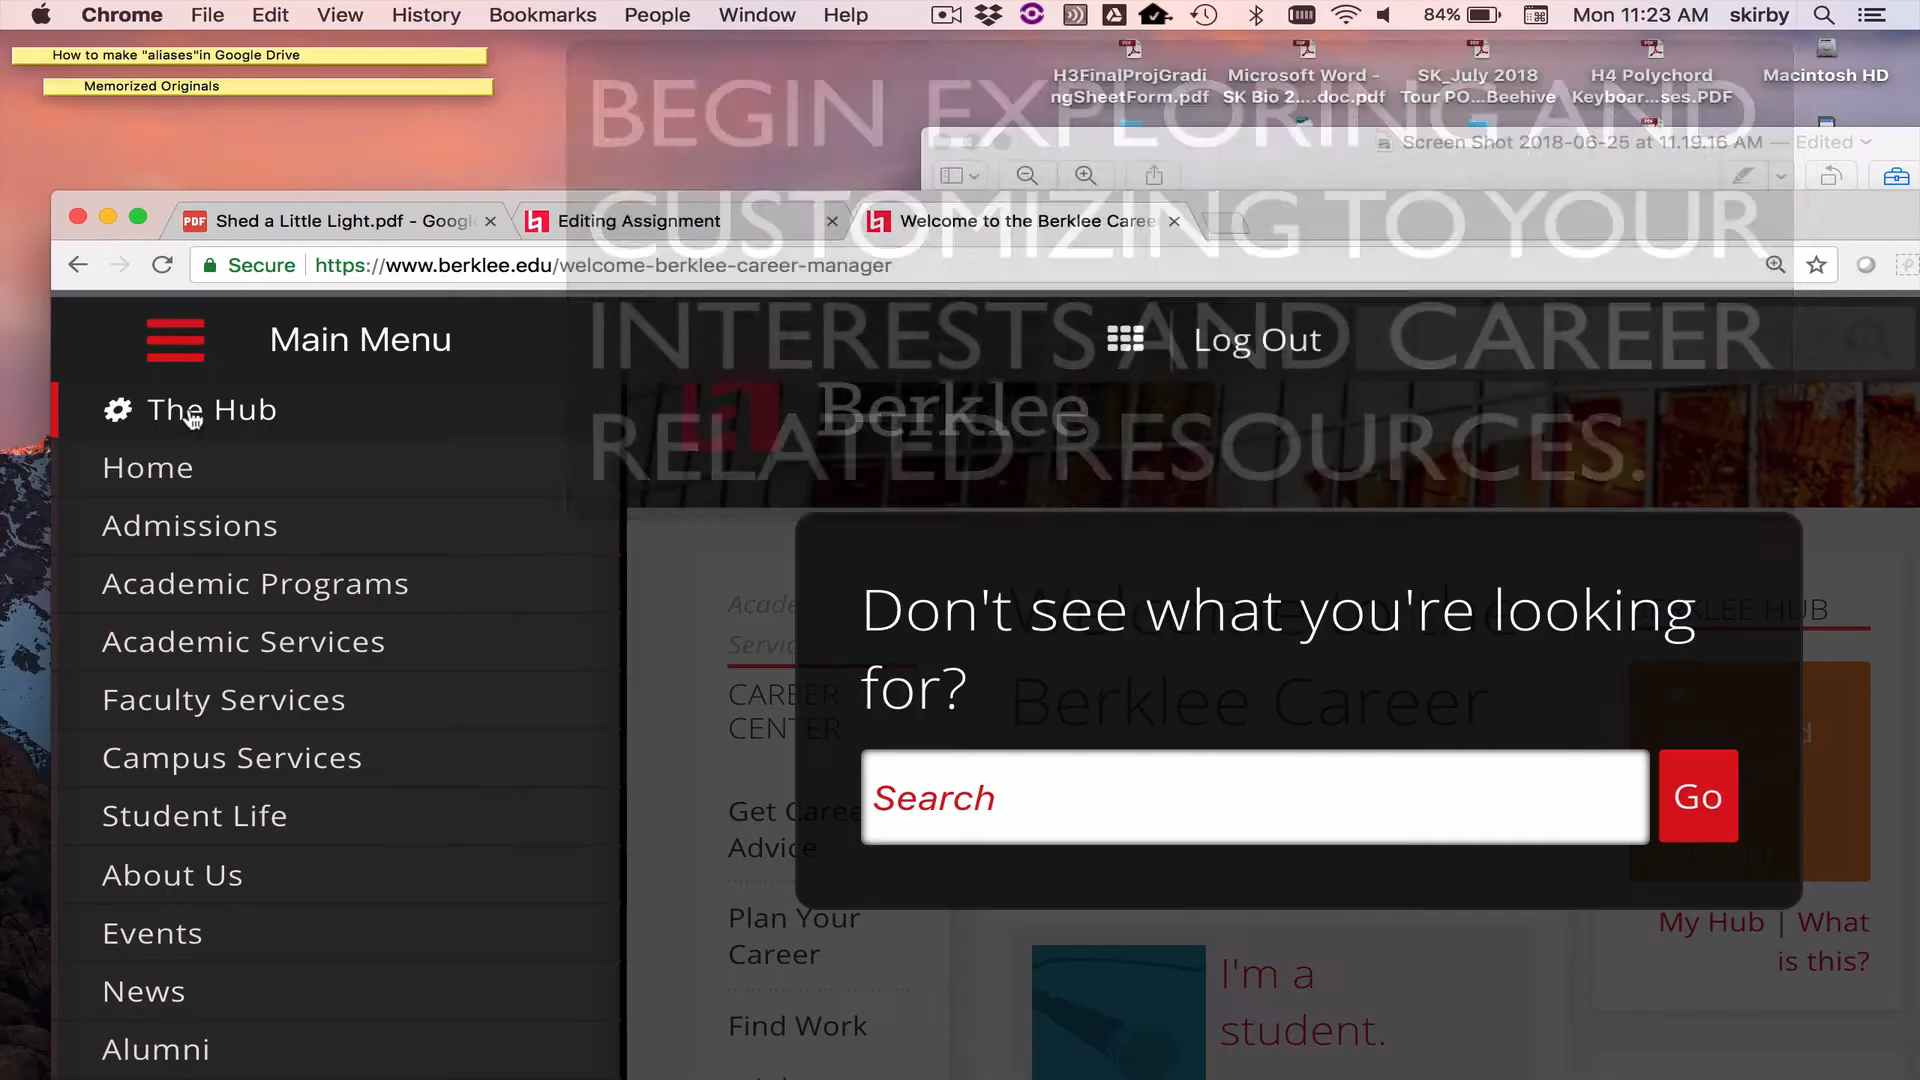 Chrome File Edit View History Bookmarks People Window Help 84% Mon 11:23 AM skirby
How to make "aliases"in Google Drive
Memorized Originals
H3FinalProjGradi
ngSheetForm.pdf
Microsoft Word -
SK Bio 2....doc.pdf
SK_July 2018
Tour PO...Beehive
H4 Polychord
Keyboar...ses.PDF
Macintosh HD
BEGIN EXPLORING AND
CUSTOMIZING TO YOUR
INTERESTS AND CAREER
RELATED RESOURCES.
Screen Shot 2018-06-25 at 11.19.16 AM — Edited
PDF Shed a Little Light.pdf - Google
Editing Assignment
Welcome to the Berklee Caree
Secure https://www.berklee.edu/welcome-berklee-career-manager
Main Menu
Log Out
Berklee
The Hub
Home
Admissions
Academic Programs
Academic Services
Faculty Services
Campus Services
Student Life
About Us
Events
News
Alumni
Don't see what you're looking
for?
Search
Go
CAREER
CENTER
Get Career
Advice
Plan Your
Career
Find Work
Welcome to the
Berklee Career
I'm a
student.
BERKLEE HUB
My Hub | What
is this?